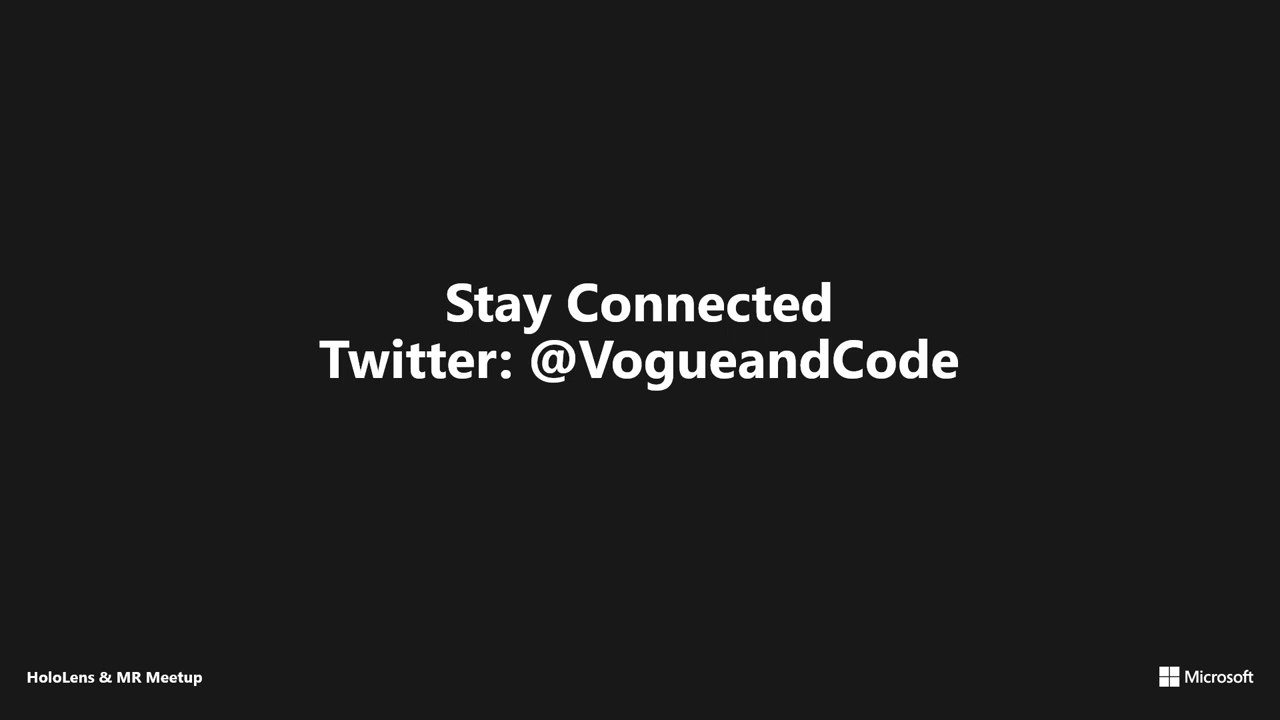 Stay Connected
Twitter: @VogueandCode
HoloLens & MR Meetup
Microsoft